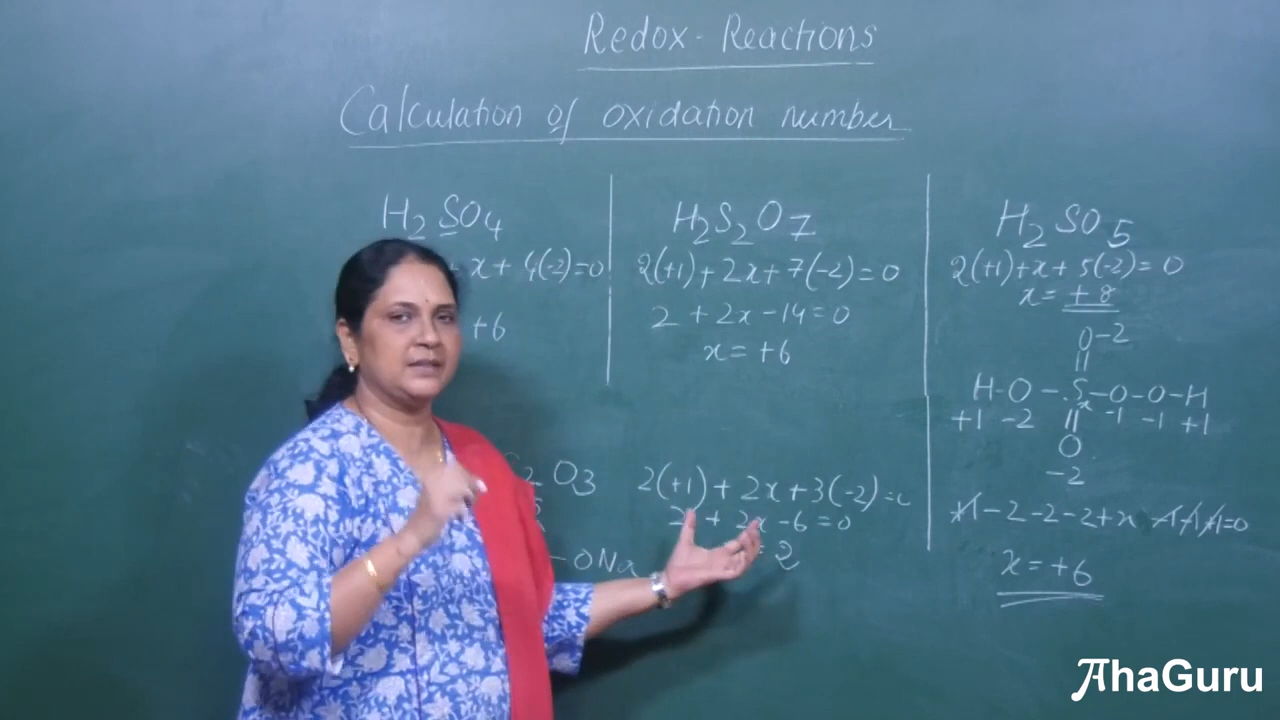 Redox-Reactions
Calculation of oxidation number
H2SO4
x + 4(-2)=0
+6
H2S2O7
2(+1)+2x+7(-2)=0
2 + 2x-14=0
x= +6
H2SO5
2(+1)+x+5(-2)=0
x= +8
O-2
||
H-O-S-O-O-H
x
+1 -2 || -1 -1 +1
O
-2
+1-2-2-2+x-1-1+1=0
x=+6
2O3
2(+1)+2x+3(-2)=
2 + 2x-6=0
= 2
-ONa
AhaGuru